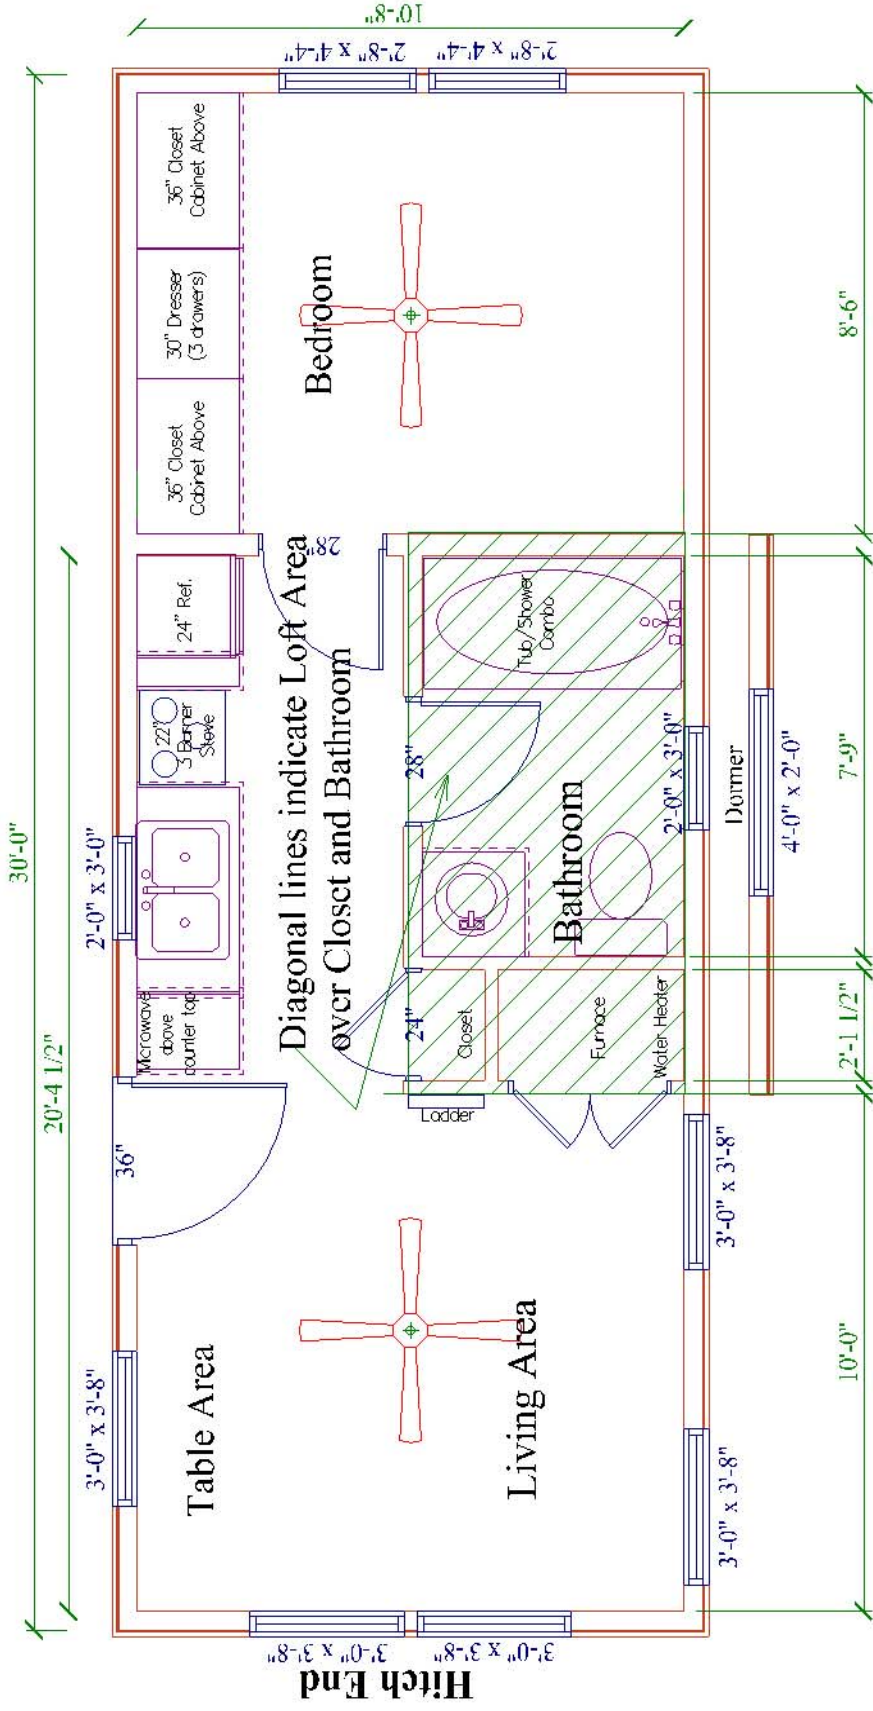 10'-8"
2'-8" x 4'-4"
2'-8" x 4'-4"
30'-0"
20'-4 1/2"
36" Closet
Cabinet Above
30" Dresser
(3 drawers)
36" Closet
Cabinet Above
Bedroom
8'-6"
28"
24" Ref.
22"
3 Burner
Stove
2'-0" x 3'-0"
Microwave
above
counter top
Diagonal lines indicate Loft Area
over Closet and Bathroom
Tub/Shower
Combo
28"
Bathroom
2'-0" x 3'-0"
Dormer
4'-0" x 2'-0"
7'-9"
24"
Closet
Furnace
Water Heater
2'-1 1/2"
Ladder
36"
3'-0" x 3'-8"
Table Area
Living Area
3'-0" x 3'-8"
3'-0" x 3'-8"
10'-0"
3'-0" x 3'-8"
3'-0" x 3'-8"
Hitch End